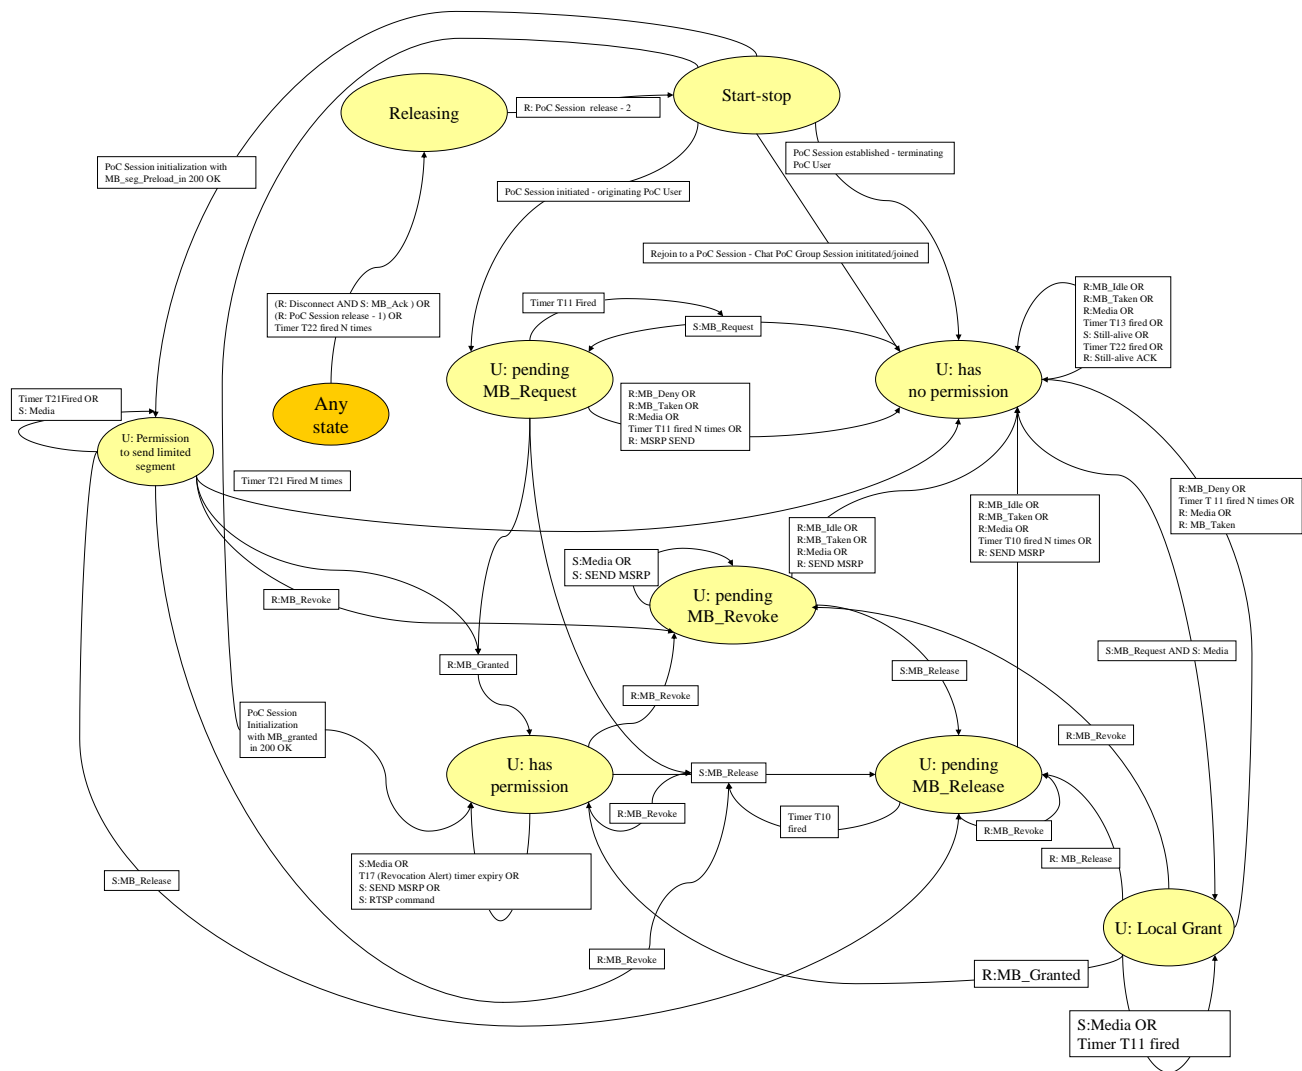 Start-stop
Releasing
R: PoC Session  release - 2
PoC Session initialization with
MB_seg_Preload_in 200 OK
PoC Session established - terminating
PoC User
PoC Session initiated - originating PoC User
Rejoin to a PoC Session - Chat PoC Group Session inititated/joined
(R: Disconnect AND S: MB_Ack ) OR
(R: PoC Session release - 1) OR
Timer T22 fired N times
Timer T11 Fired
S:MB_Request
R:MB_Idle OR
R:MB_Taken OR
R:Media OR
Timer T13 fired OR
S: Still-alive OR
Timer T22 fired OR
R: Still-alive ACK
U: pending
MB_Request
U: has
no permission
Any
state
Timer T21Fired OR
S: Media
R:MB_Deny OR
R:MB_Taken OR
R:Media OR
Timer T11 fired N times OR
R: MSRP SEND
U: Permission
to send limited
segment
Timer T21 Fired M times
R:MB_Deny OR
Timer T 11 fired N times OR
R: Media OR
R: MB_Taken
R:MB_Idle OR
R:MB_Taken OR
R:Media OR
Timer T10 fired N times OR
R: SEND MSRP
R:MB_Idle OR
R:MB_Taken OR
R:Media OR
R: SEND MSRP
S:Media OR
S: SEND MSRP
U: pending
MB_Revoke
R:MB_Revoke
R:MB_Granted
S:MB_Release
S:MB_Request AND S: Media
R:MB_Revoke
PoC Session
Initialization
with MB_granted
in 200 OK
R:MB_Revoke
U: has
permission
S:MB_Release
U: pending
MB_Release
R:MB_Revoke
Timer T10
fired
R:MB_Revoke
R: MB_Release
S:Media OR
T17 (Revocation Alert) timer expiry OR
S: SEND MSRP OR
S: RTSP command
S:MB_Release
U: Local Grant
R:MB_Revoke
R:MB_Granted
S:Media OR
Timer T11 fired